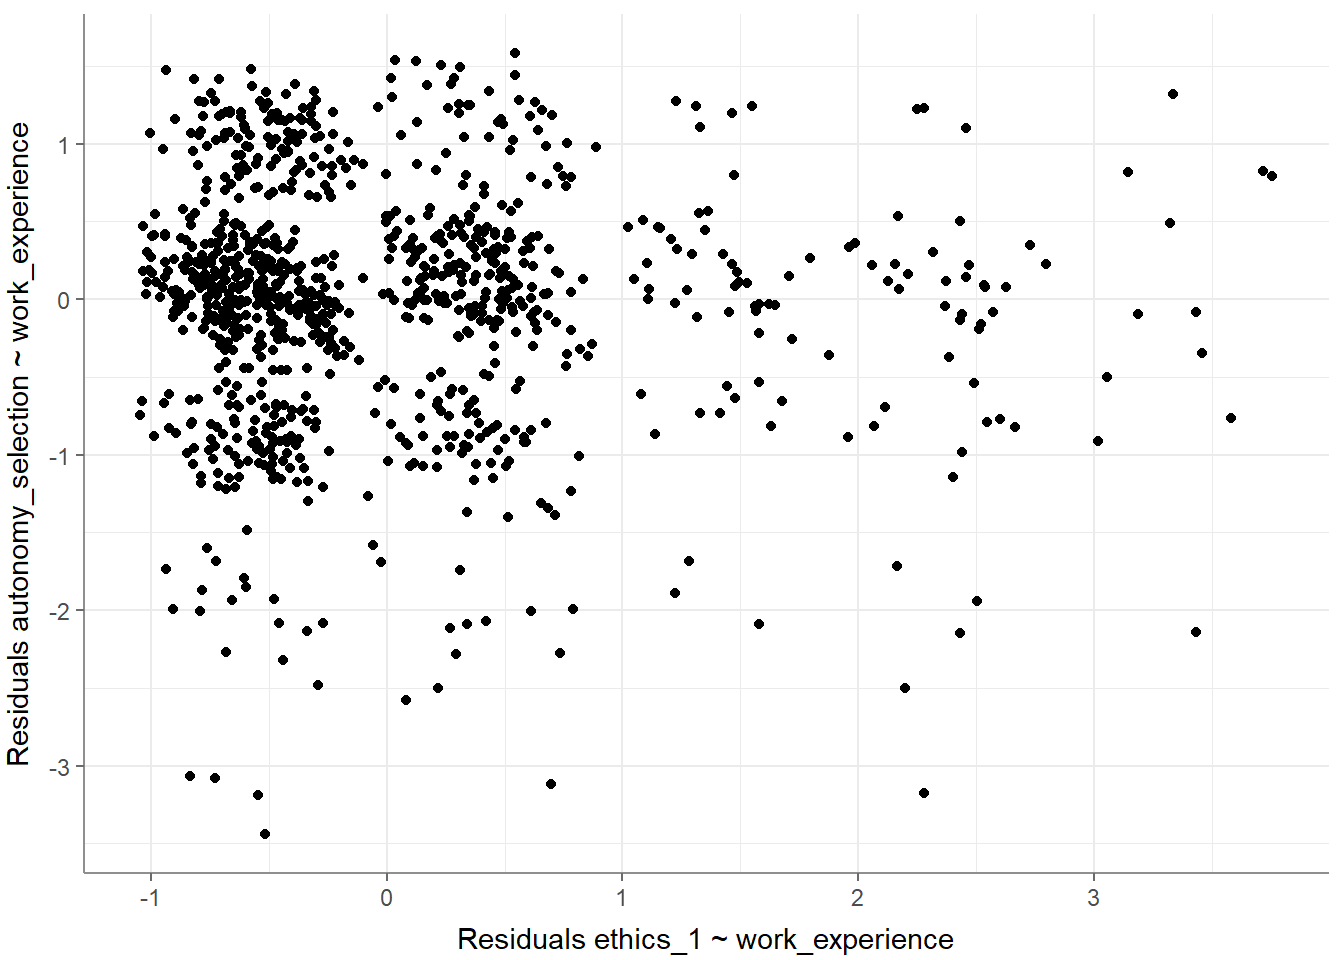 Residuals autonomy_selection ~ work_experience
1
0
-1
-2
-3
-1 0 1 2 3
Residuals ethics_1 ~ work_experience